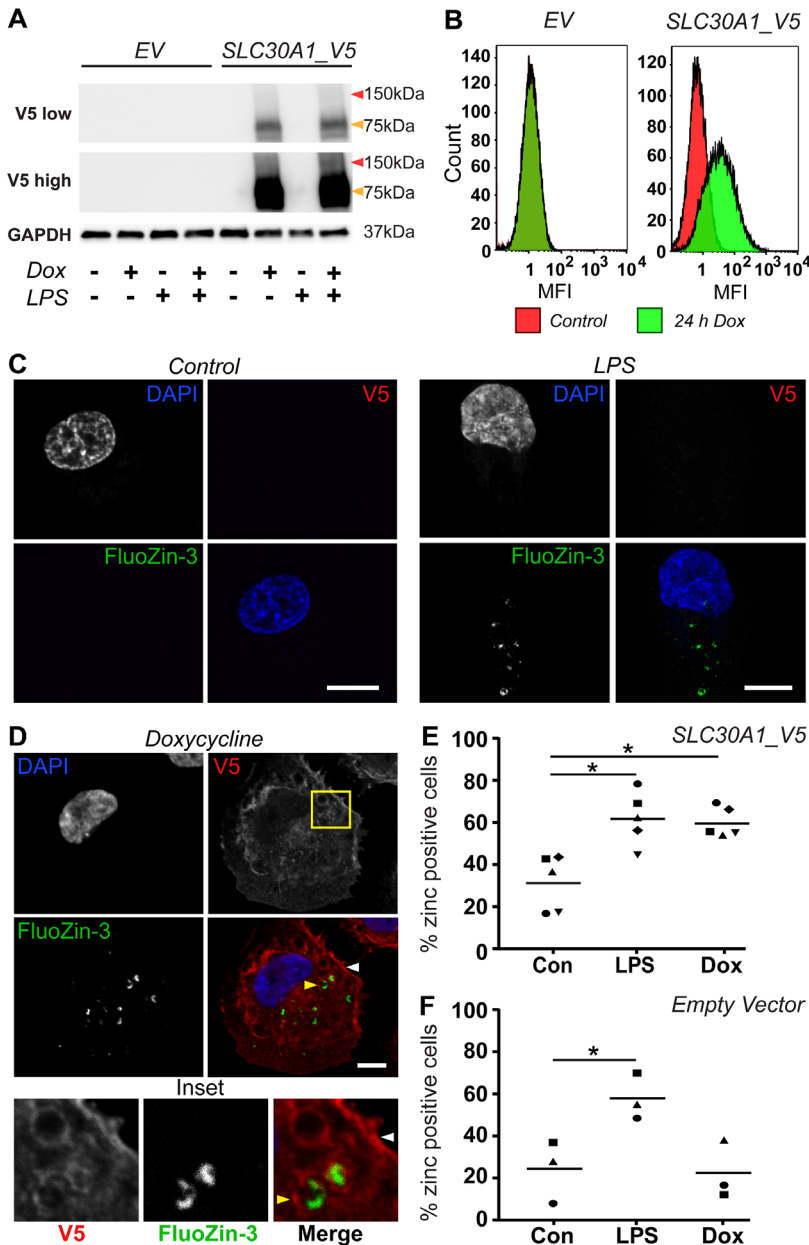 A
EV SLC30A1_V5
V5 low
150kDa
75kDa
V5 high
150kDa
75kDa
GAPDH
37kDa
Dox - + - + - + - +
LPS - - + + - - + +
B
EV SLC30A1_V5
Count
140
120
100
80
60
40
20
0
1 10² 10³ 10⁴
MFI
120
100
80
60
40
20
0
1 10² 10³ 10⁴
MFI
Control 24 h Dox
C
Control LPS
DAPI V5 DAPI V5
FluoZin-3 FluoZin-3
D
Doxycycline
DAPI V5
FluoZin-3
Inset
V5 FluoZin-3 Merge
E
SLC30A1_V5
% zinc positive cells
100
80
60
40
20
0
* *
Con LPS Dox
F
Empty Vector
% zinc positive cells
100
80
60
40
20
0
*
Con LPS Dox